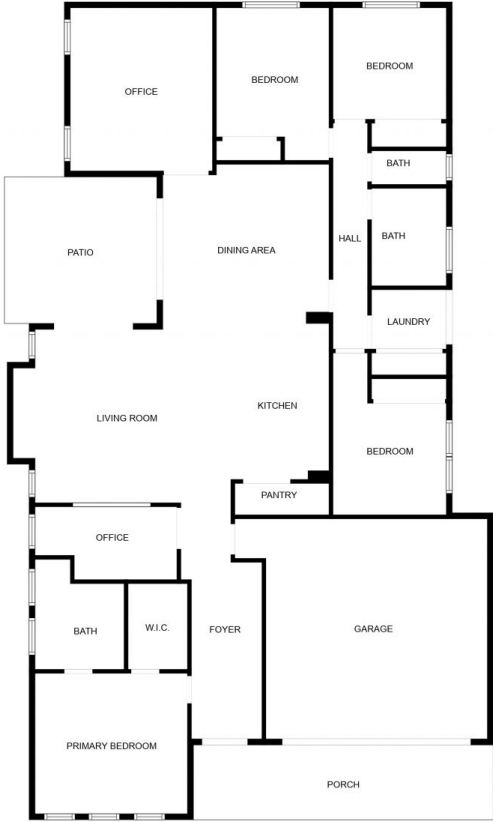 OFFICE
BEDROOM
BEDROOM
BATH
BATH
HALL
PATIO
DINING AREA
LAUNDRY
LIVING ROOM
KITCHEN
BEDROOM
PANTRY
OFFICE
BATH
W.I.C.
FOYER
GARAGE
PRIMARY BEDROOM
PORCH